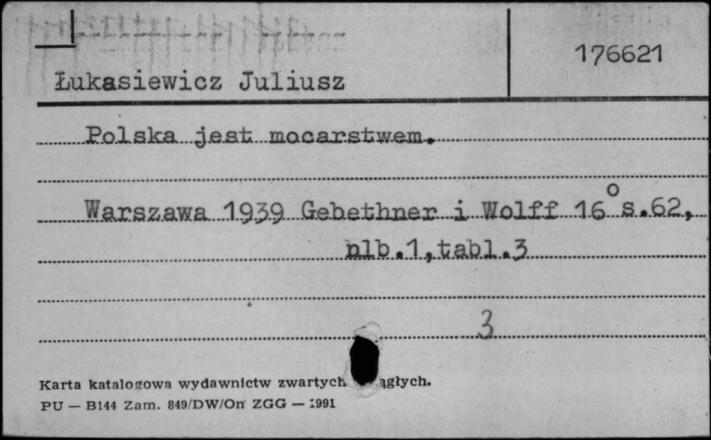 176621
Łukasiewicz Juliusz
Polska jest mocarstwem.
Warszawa 1939 Gebethner i Wolff 16° s.62,
nlb.1,tabl.3
3
Karta katalogowa wydawnictw zwartych ągłych.
PU — B144 Zam. 849/DW/On ZGG — 1991